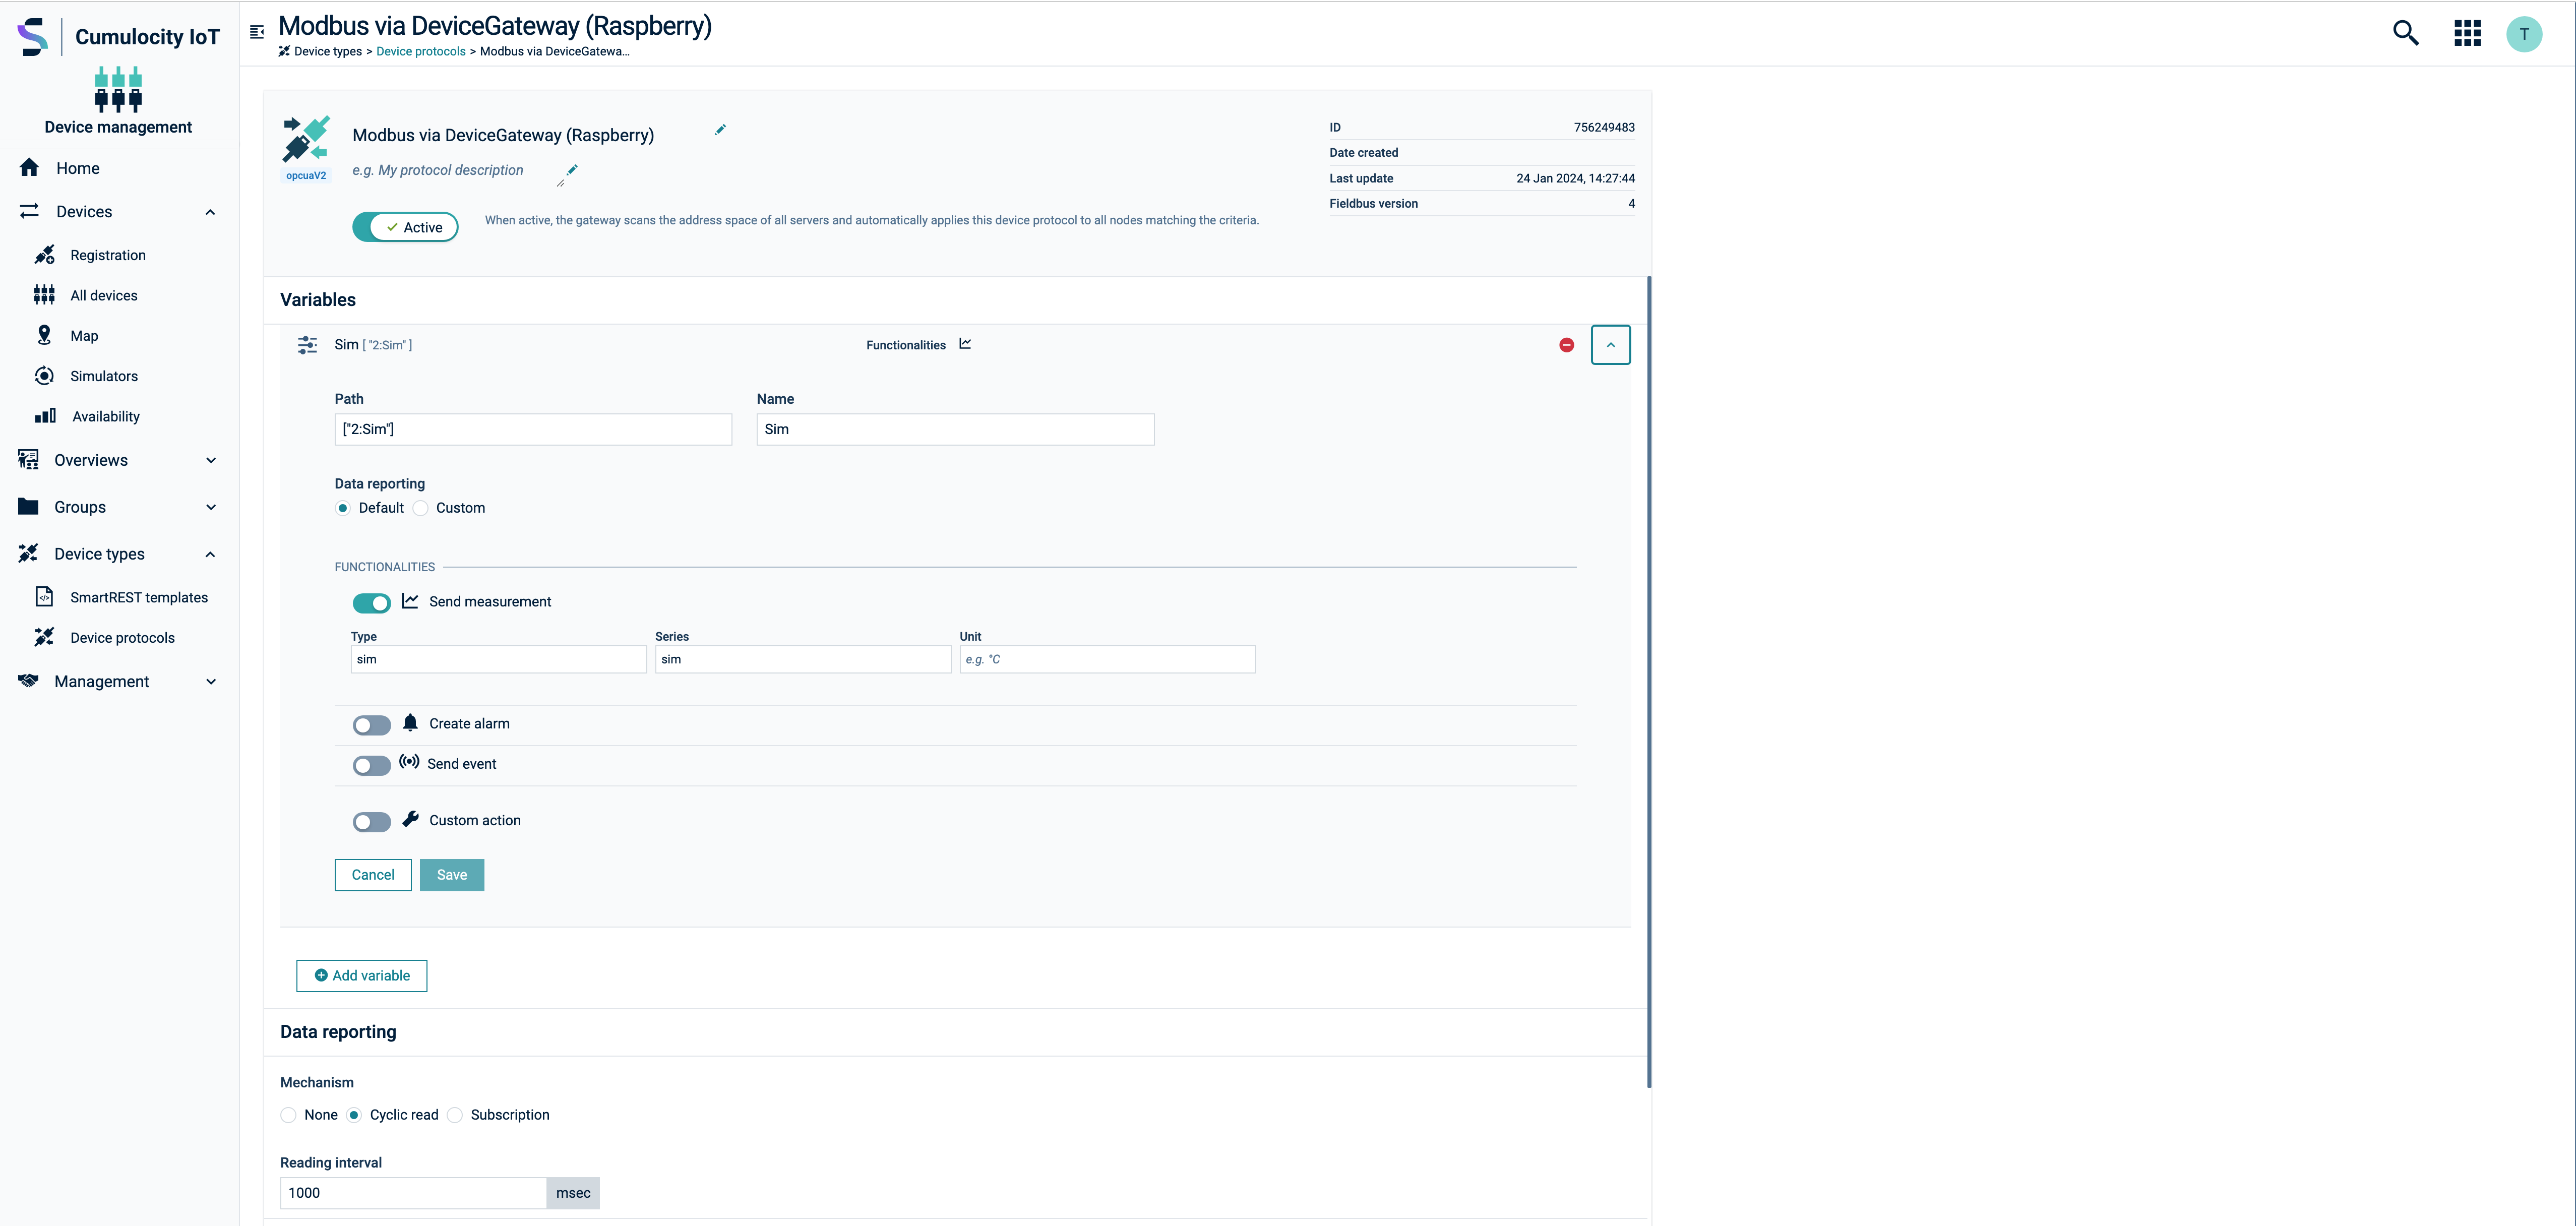 Cumulocity IoT
Device management
Home
Devices
Registration
All devices
Map
Simulators
Availability
Overviews
Groups
Device types
SmartREST templates
Device protocols
Management
Modbus via DeviceGateway (Raspberry)
Device types > Device protocols > Modbus via DeviceGatewa...
T
opcuaV2
Modbus via DeviceGateway (Raspberry)
e.g. My protocol description
Active
When active, the gateway scans the address space of all servers and automatically applies this device protocol to all nodes matching the criteria.
ID 756249483
Date created
Last update 24 Jan 2024, 14:27:44
Fieldbus version 4
Variables
Sim [ "2:Sim" ] Functionalities
Path Name
["2:Sim"] Sim
Data reporting
Default Custom
FUNCTIONALITIES
Send measurement
Type Series Unit
sim sim e.g. °C
Create alarm
Send event
Custom action
Cancel Save
Add variable
Data reporting
Mechanism
None Cyclic read Subscription
Reading interval
1000 msec